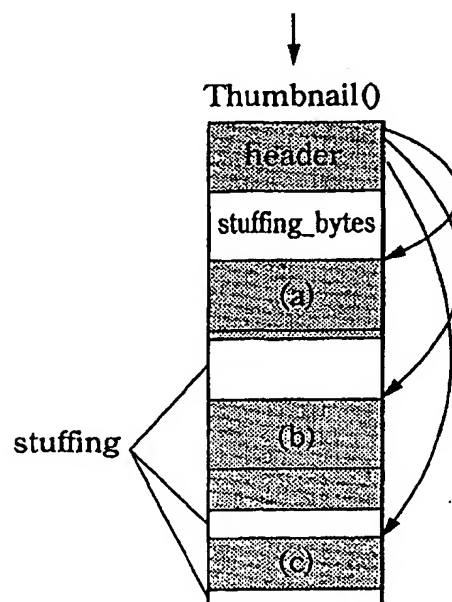 Thumbnail()
header
stuffing_bytes
(a)
(b)
stuffing
(c)